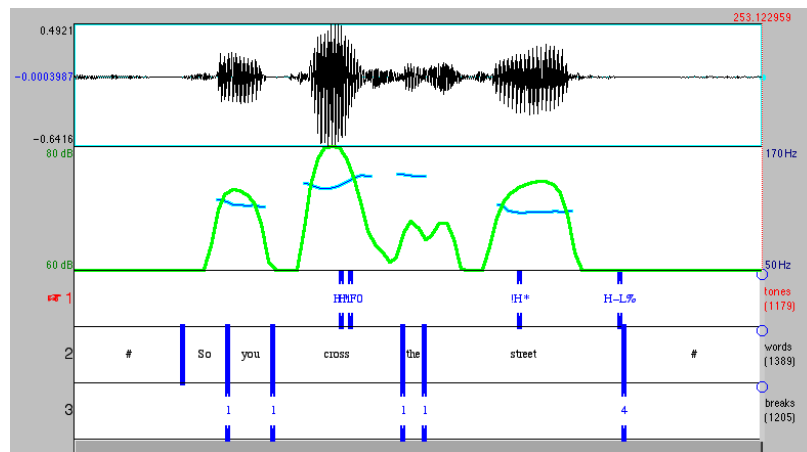 253.122959
0.4921
-0.0003987
-0.6416
80 dB 170 Hz
60 dB 50 Hz
1 !H* H-L% tones
(1179)
2 # So you cross the street # words
(1389)
3 1 1 1 1 4 breaks
(1205)